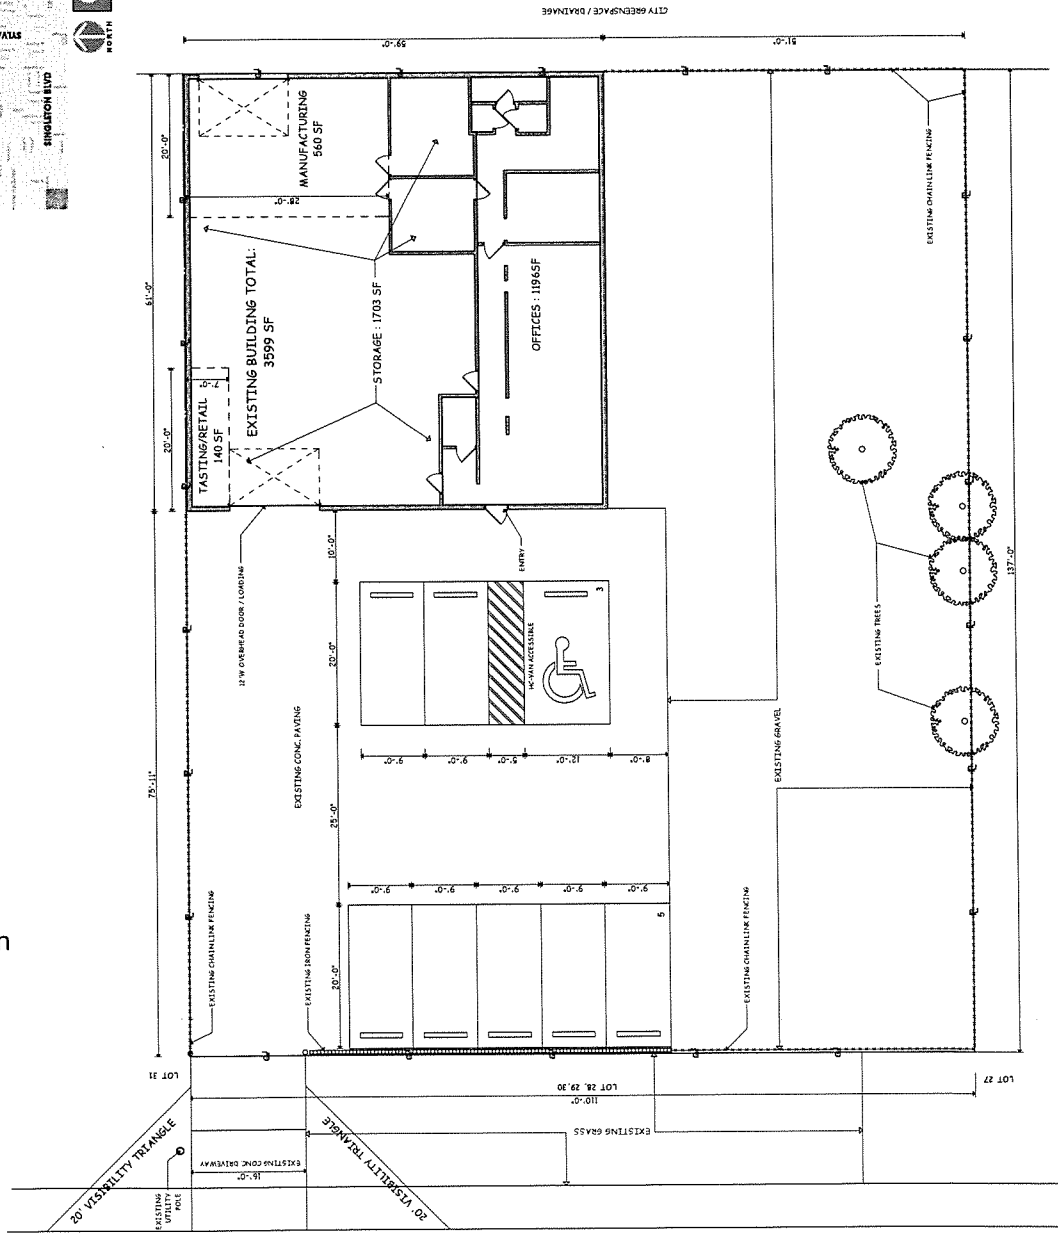 CITY GREENSPACE / DRAINAGE
SINGLETON BLVD
NORTH
59'-0"
51'-0"
20'-0"
MANUFACTURING
560 SF
28'-0"
EXISTING CHAIN LINK FENCING
61'-0"
EXISTING BUILDING TOTAL:
3599 SF
STORAGE : 1703 SF
OFFICES : 1196SF
7'-0"
20'-0"
TASTING/RETAIL
140 SF
12'W OVERHEAD DOOR / LOADING
10'-0"
ENTRY
137'-0"
EXISTING TREES
20'-0"
3
HC-VAN ACCESSIBLE
75'-11"
EXISTING CONC. PAVING
9'-0"
9'-0"
5'-0"
12'-0"
8'-0"
EXISTING GRAVEL
25'-0"
9'-0"
9'-0"
9'-0"
9'-0"
9'-0"
5
EXISTING CHAIN LINK FENCING
EXISTING IRON FENCING
20'-0"
EXISTING CHAIN LINK FENCING
n
LOT 31
LOT 28, 29,30
LOT 27
110'-0"
EXISTING GRASS
20' VISIBILITY TRIANGLE
20' VISIBILITY TRIANGLE
EXISTING CONC DRIVEWAY
16'-0"
EXISTING
UTILITY
POLE